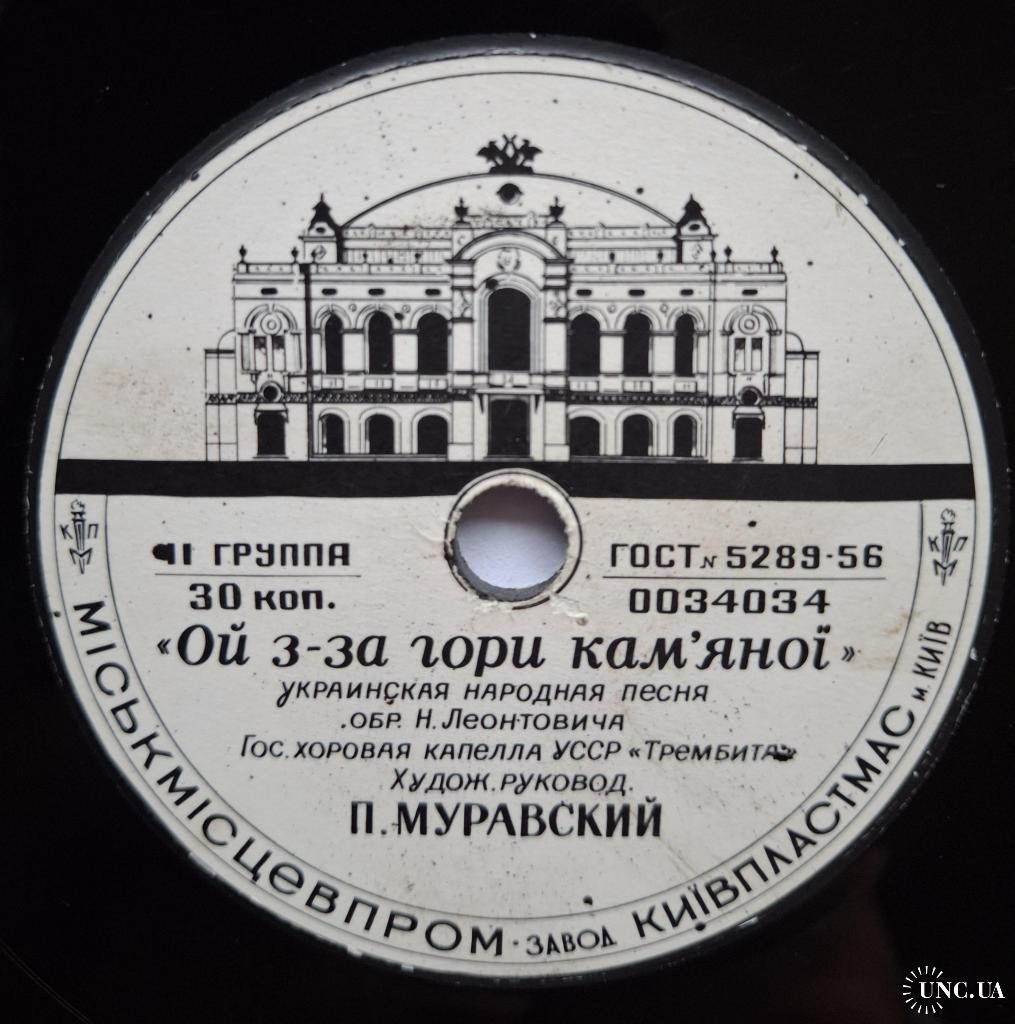 II ГРУППА
30 коп.
ГОСТ N 5289-56
0034034
«Ой з-за гори кам'яної»
УКРАИНСКАЯ НАРОДНАЯ ПЕСНЯ
ОБР. Н. ЛЕОНТОВИЧА
ГОС. ХОРОВАЯ КАПЕЛЛА УССР «ТРЕМБИТА»
ХУДОЖ. РУКОВОД.
П. МУРАВСКИЙ
К П
К П
МІСЬКМІСЦЕВПРОМ · ЗАВОД КИЇВПЛАСТМАС м. КИЇВ
UNC.UA